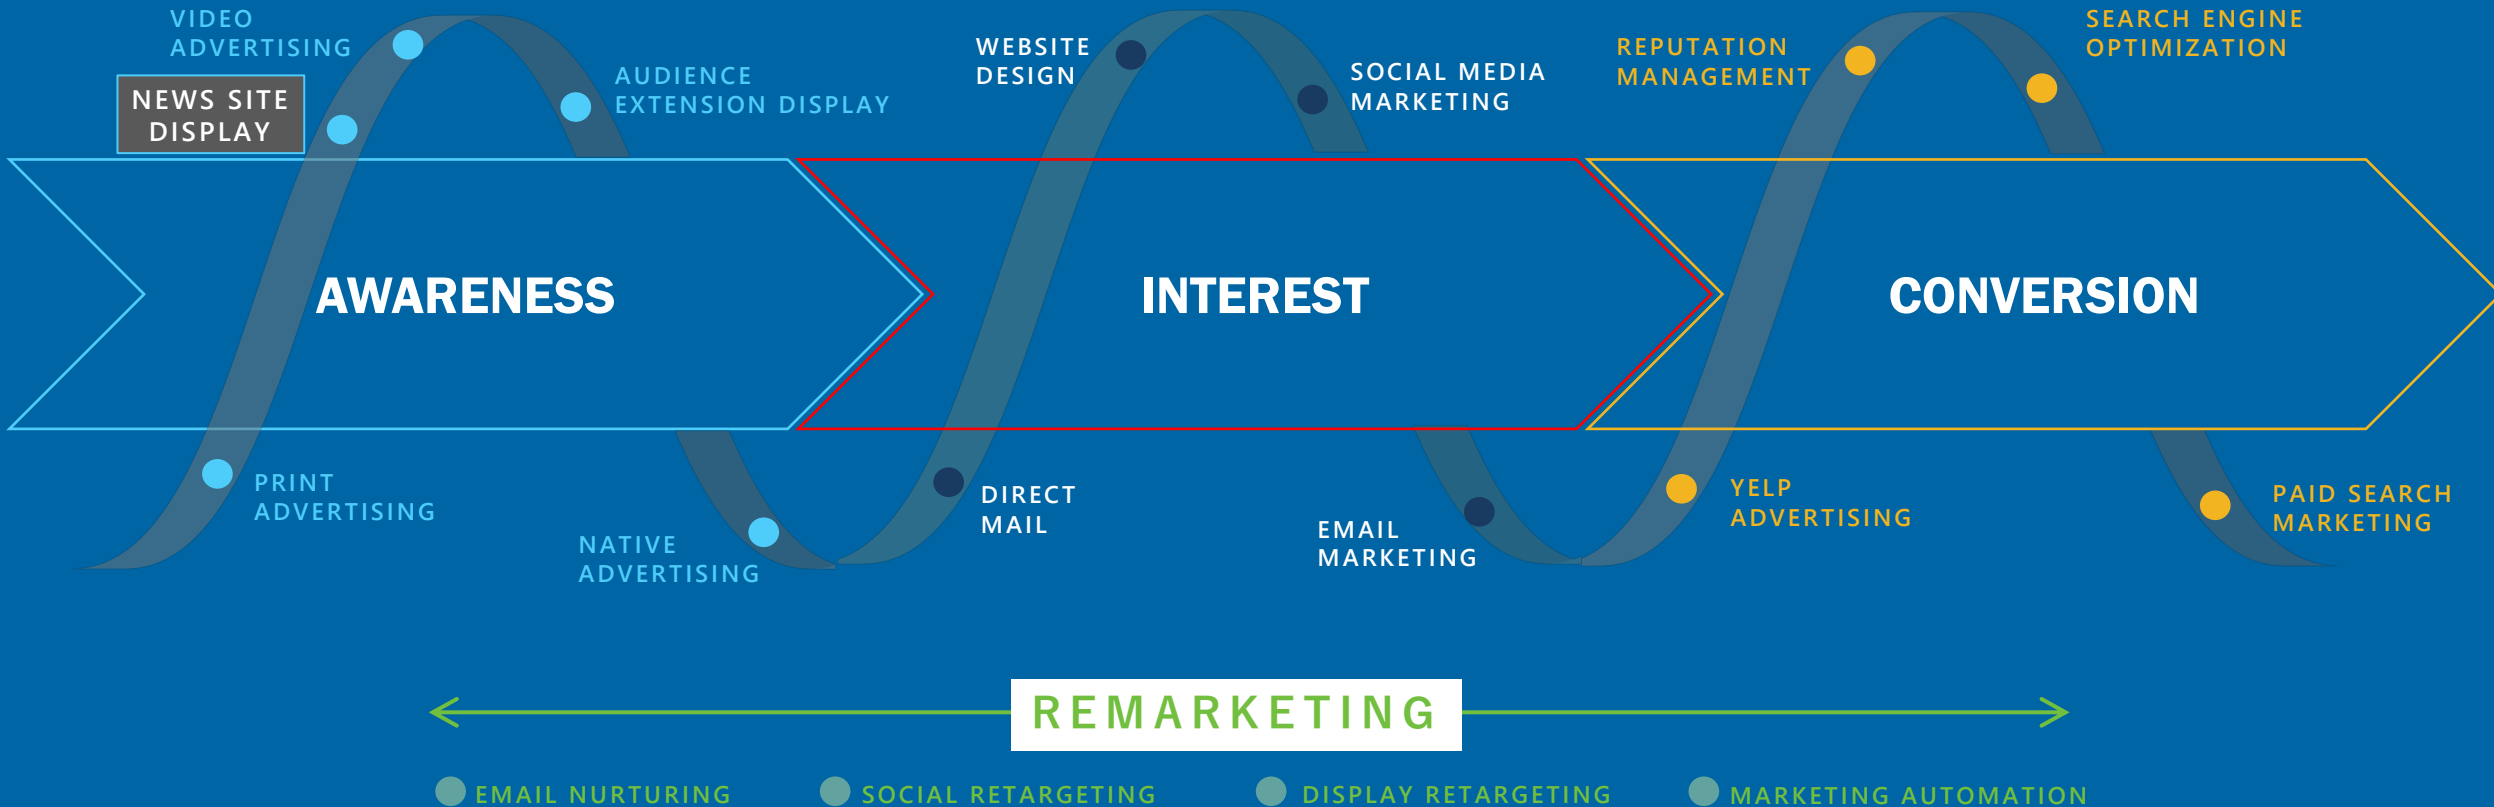 VIDEO
ADVERTISING
NEWS SITE
DISPLAY
AUDIENCE
EXTENSION DISPLAY
WEBSITE
DESIGN
SOCIAL MEDIA
MARKETING
REPUTATION
MANAGEMENT
SEARCH ENGINE
OPTIMIZATION
AWARENESS
INTEREST
CONVERSION
PRINT
ADVERTISING
NATIVE
ADVERTISING
DIRECT
MAIL
EMAIL
MARKETING
YELP
ADVERTISING
PAID SEARCH
MARKETING
REMARKETING
EMAIL NURTURING
SOCIAL RETARGETING
DISPLAY RETARGETING
MARKETING AUTOMATION